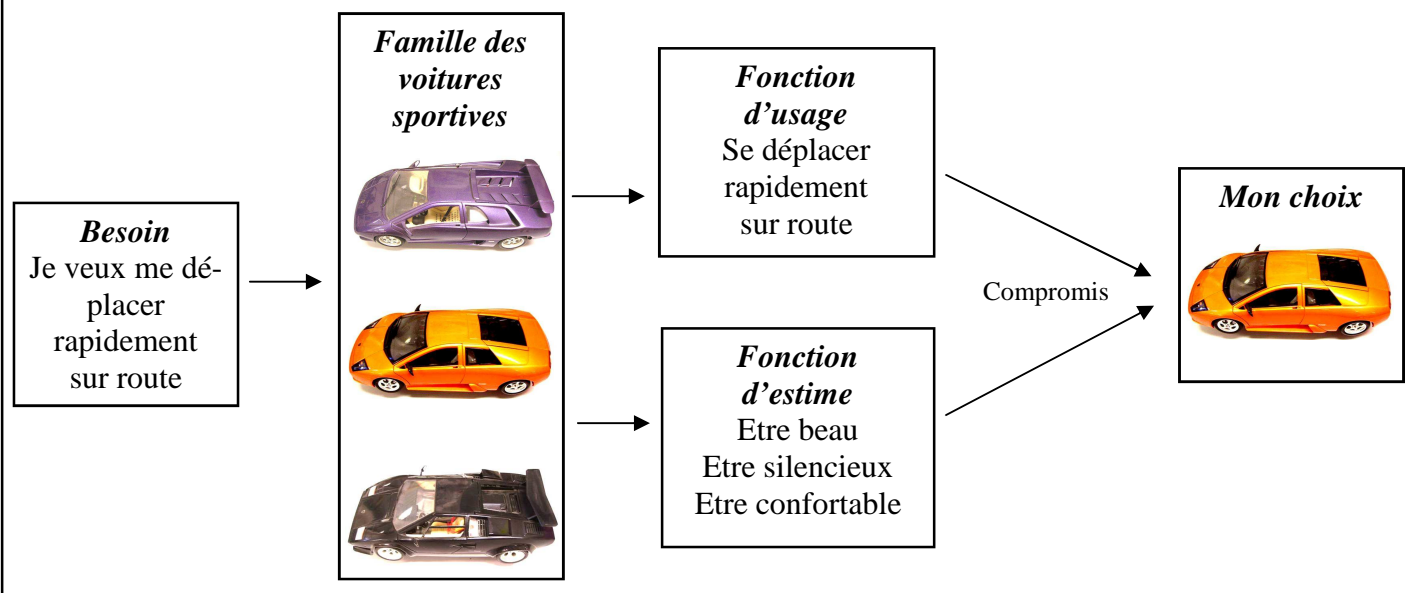 Besoin
Je veux me dé-
placer
rapidement
sur route
Famille des
voitures
sportives
Fonction
d’usage
Se déplacer
rapidement
sur route
Fonction
d’estime
Etre beau
Etre silencieux
Etre confortable
Compromis
Mon choix